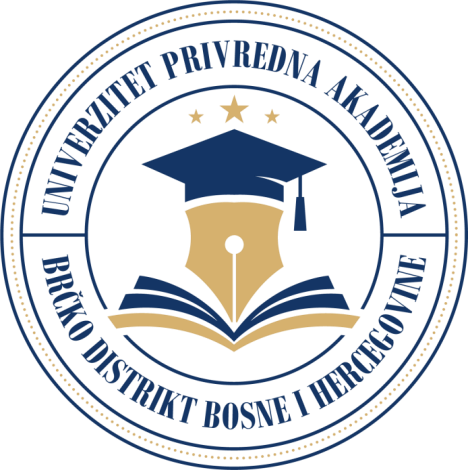 UNIVERZITET PRIVREDNA AKADEMIJA
BRČKO DISTRIKT BOSNE I HERCEGOVINE